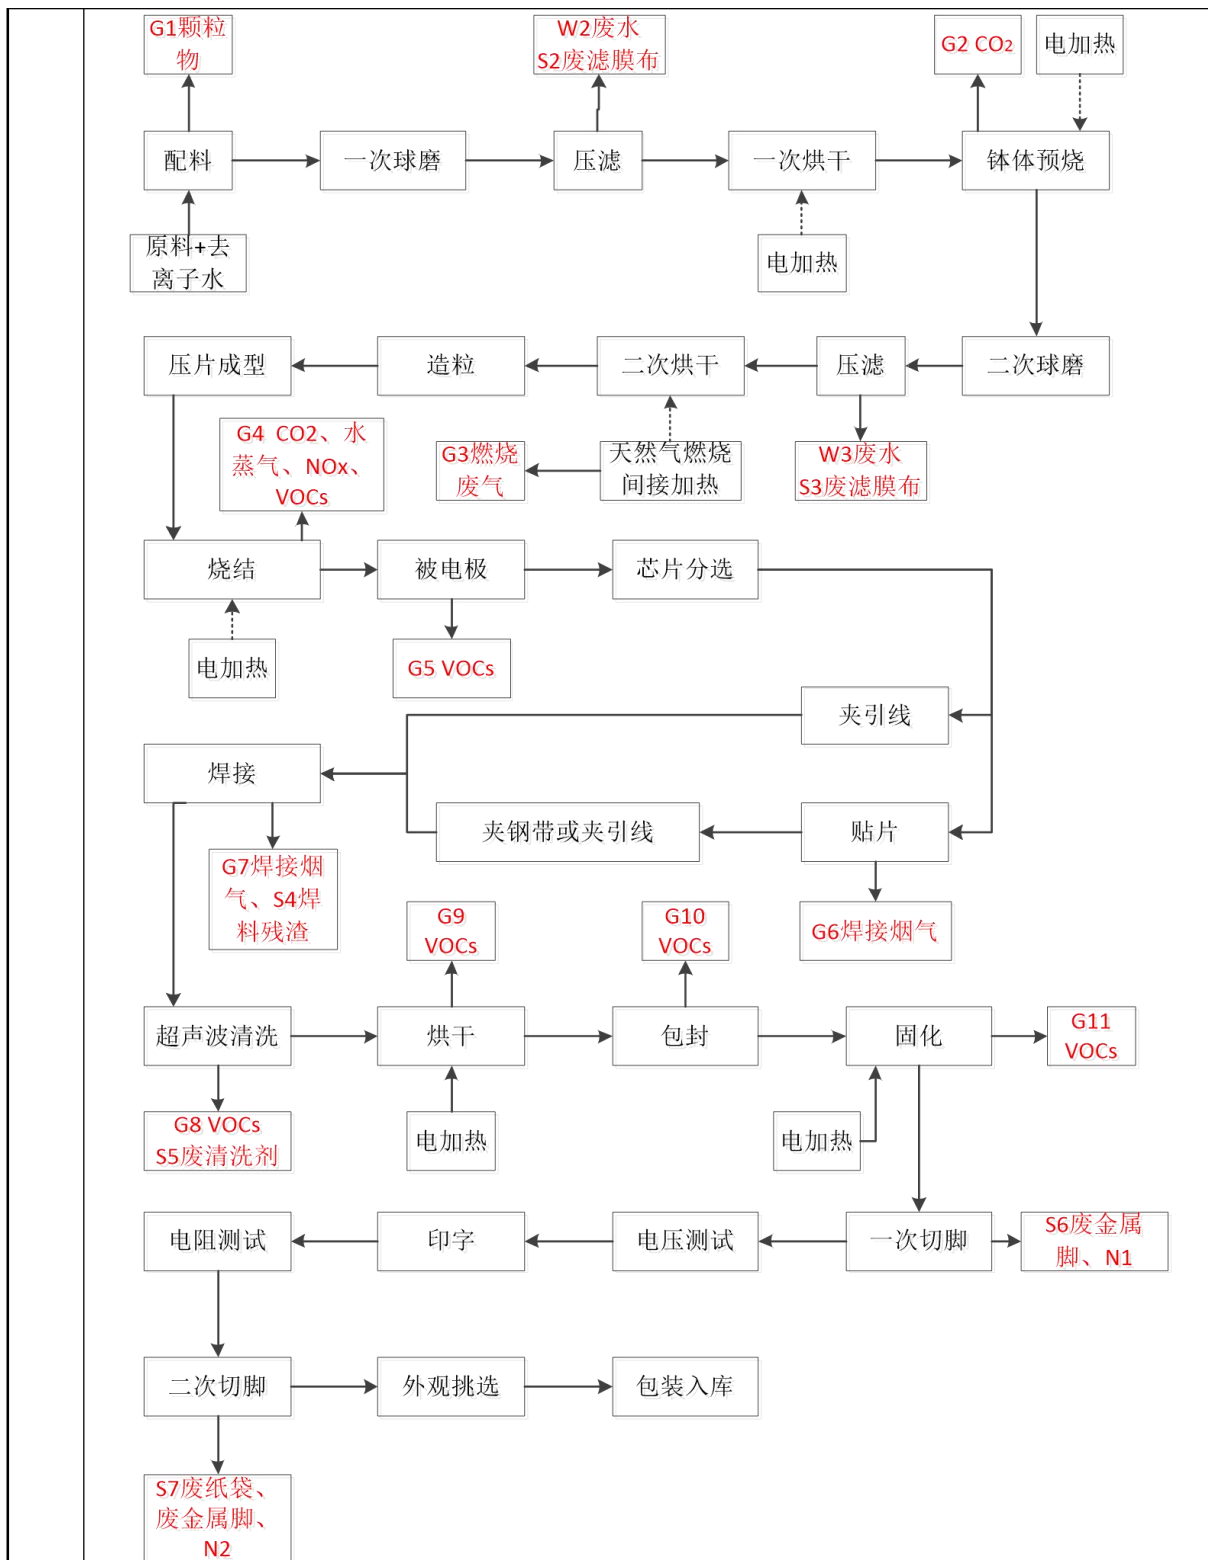 G1颗粒
物
W2废水
S2废滤膜布
G2 CO₂
电加热
配料
一次球磨
压滤
一次烘干
钵体预烧
原料+去
离子水
电加热
压片成型
造粒
二次烘干
压滤
二次球磨
G4 CO2、水
蒸气、NOx、
VOCs
G3燃烧
废气
天然气燃烧
间接加热
W3废水
S3废滤膜布
烧结
被电极
芯片分选
电加热
G5 VOCs
夹引线
焊接
夹钢带或夹引线
贴片
G7焊接烟
气、S4焊
料残渣
G9
VOCs
G10
VOCs
G6焊接烟气
超声波清洗
烘干
包封
固化
G11
VOCs
G8 VOCs
S5废清洗剂
电加热
电加热
电阻测试
印字
电压测试
一次切脚
S6废金属
脚、N1
二次切脚
外观挑选
包装入库
S7废纸袋、
废金属脚、
N2